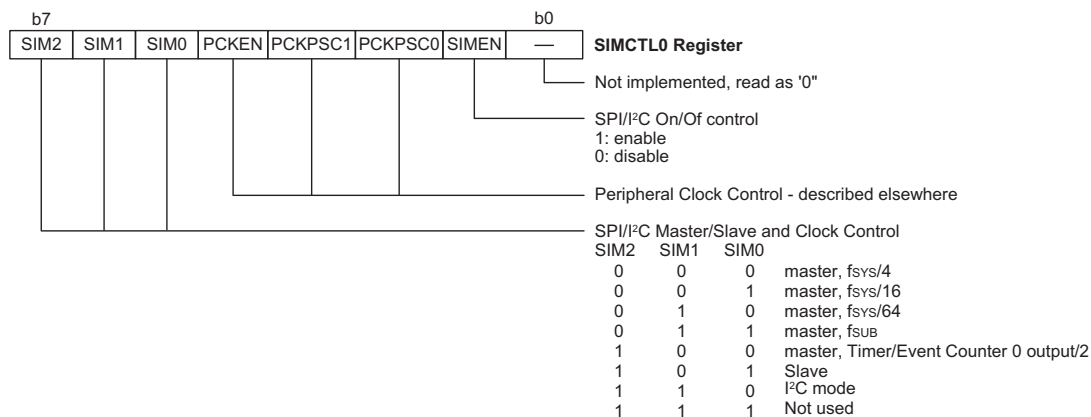 b7 b0
SIM2 SIM1 SIM0 PCKEN PCKPSC1 PCKPSC0 SIMEN — SIMCTL0 Register
Not implemented, read as '0"
SPI/I²C On/Of control
1: enable
0: disable
Peripheral Clock Control - described elsewhere
SPI/I²C Master/Slave and Clock Control
SIM2 SIM1 SIM0
0 0 0 master, fSYS/4
0 0 1 master, fSYS/16
0 1 0 master, fSYS/64
0 1 1 master, fSUB
1 0 0 master, Timer/Event Counter 0 output/2
1 0 1 Slave
1 1 0 I²C mode
1 1 1 Not used